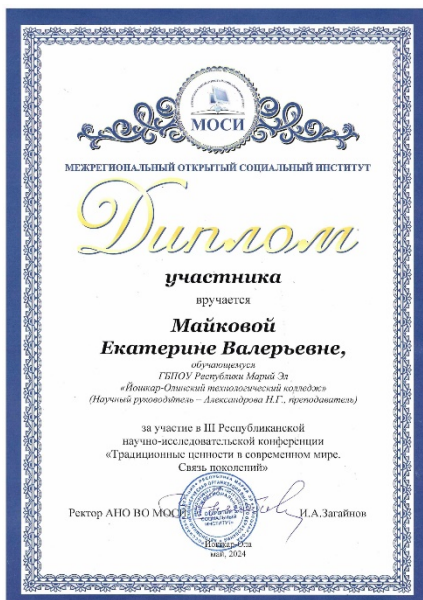 МОСИ
МЕЖРЕГИОНАЛЬНЫЙ ОТКРЫТЫЙ СОЦИАЛЬНЫЙ ИНСТИТУТ
Диплом
участника
вручается
Майковой
Екатерине Валерьевне,
обучающемуся
ГБПОУ Республики Марий Эл
«Йошкар-Олинский технологический колледж»
(Научный руководитель – Александрова Н.Г., преподаватель)
за участие в III Республиканской
научно-исследовательской конференции
«Традиционные ценности в современном мире.
Связь поколений»
Ректор АНО ВО МОСИ И.А.Загайнов
Йошкар-Ола
май, 2024